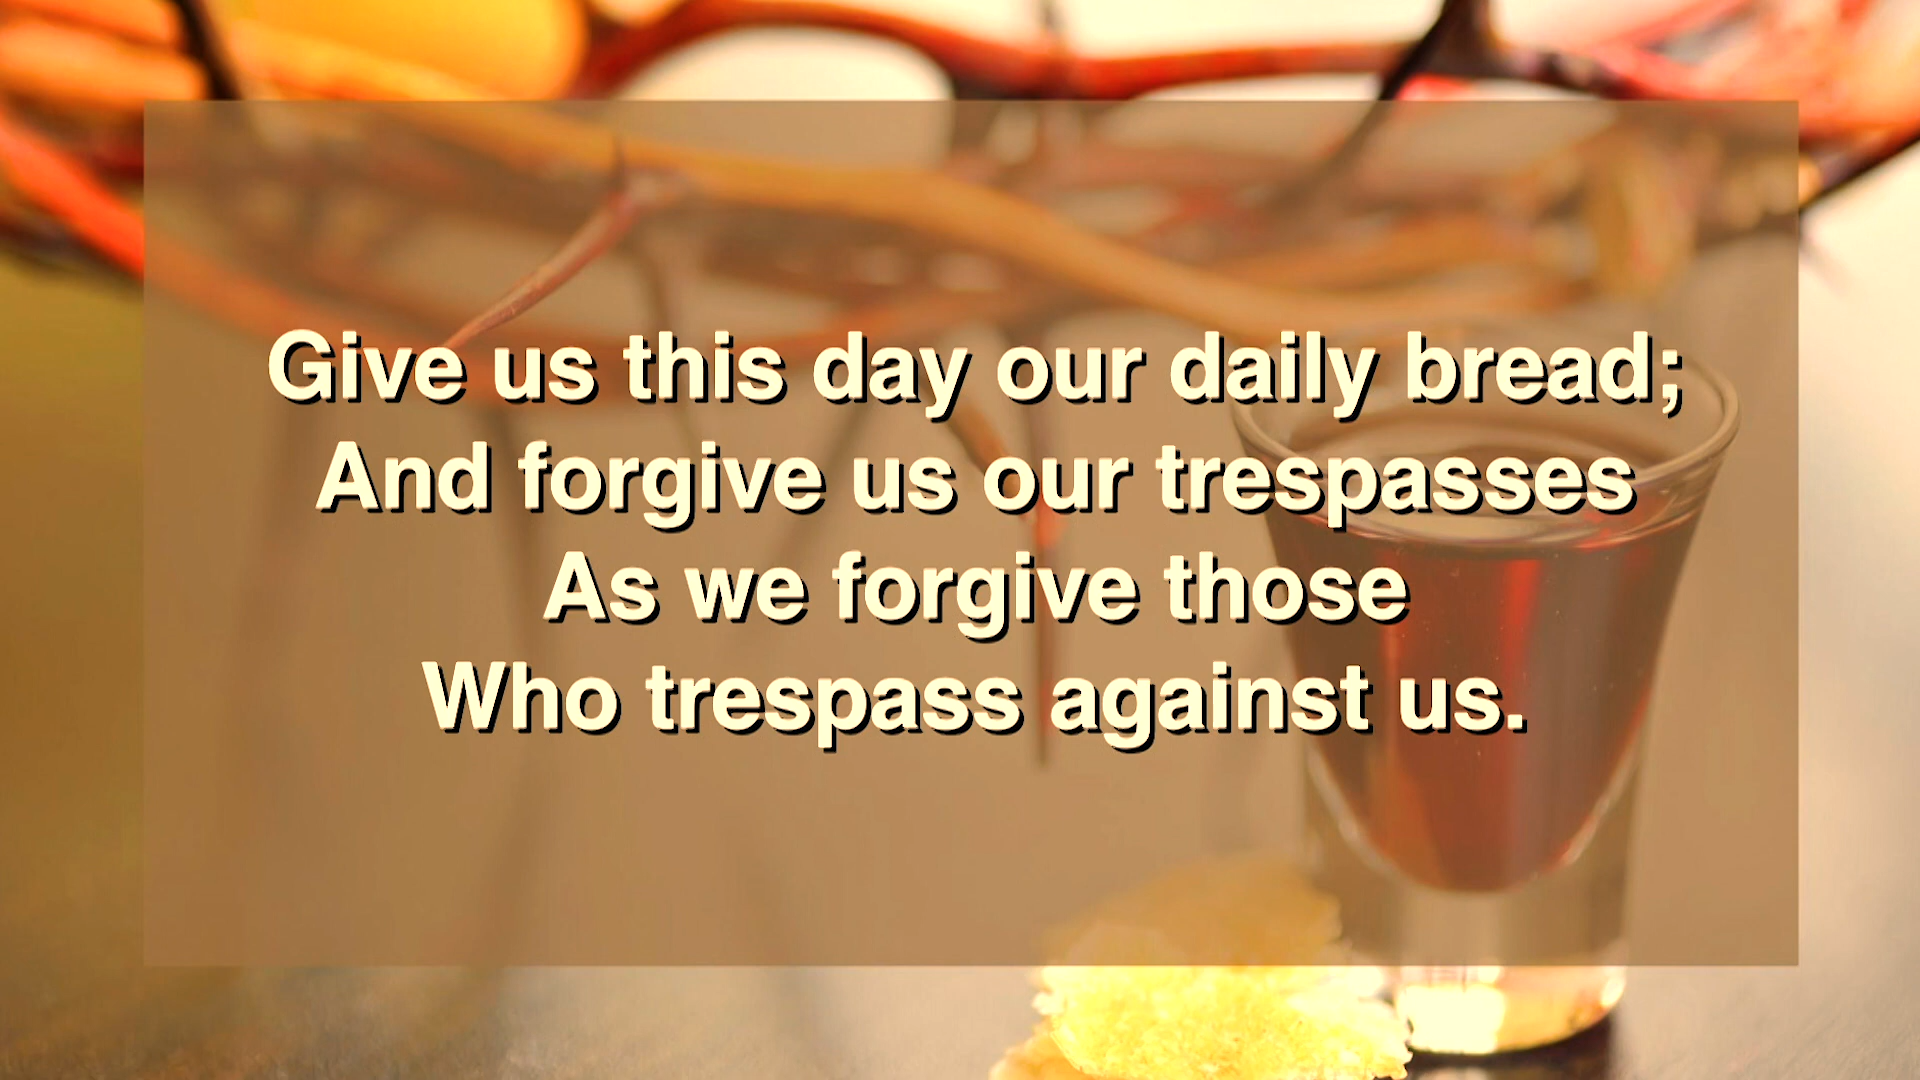 Give us this day our daily bread;
And forgive us our trespasses
As we forgive those
Who trespass against us.